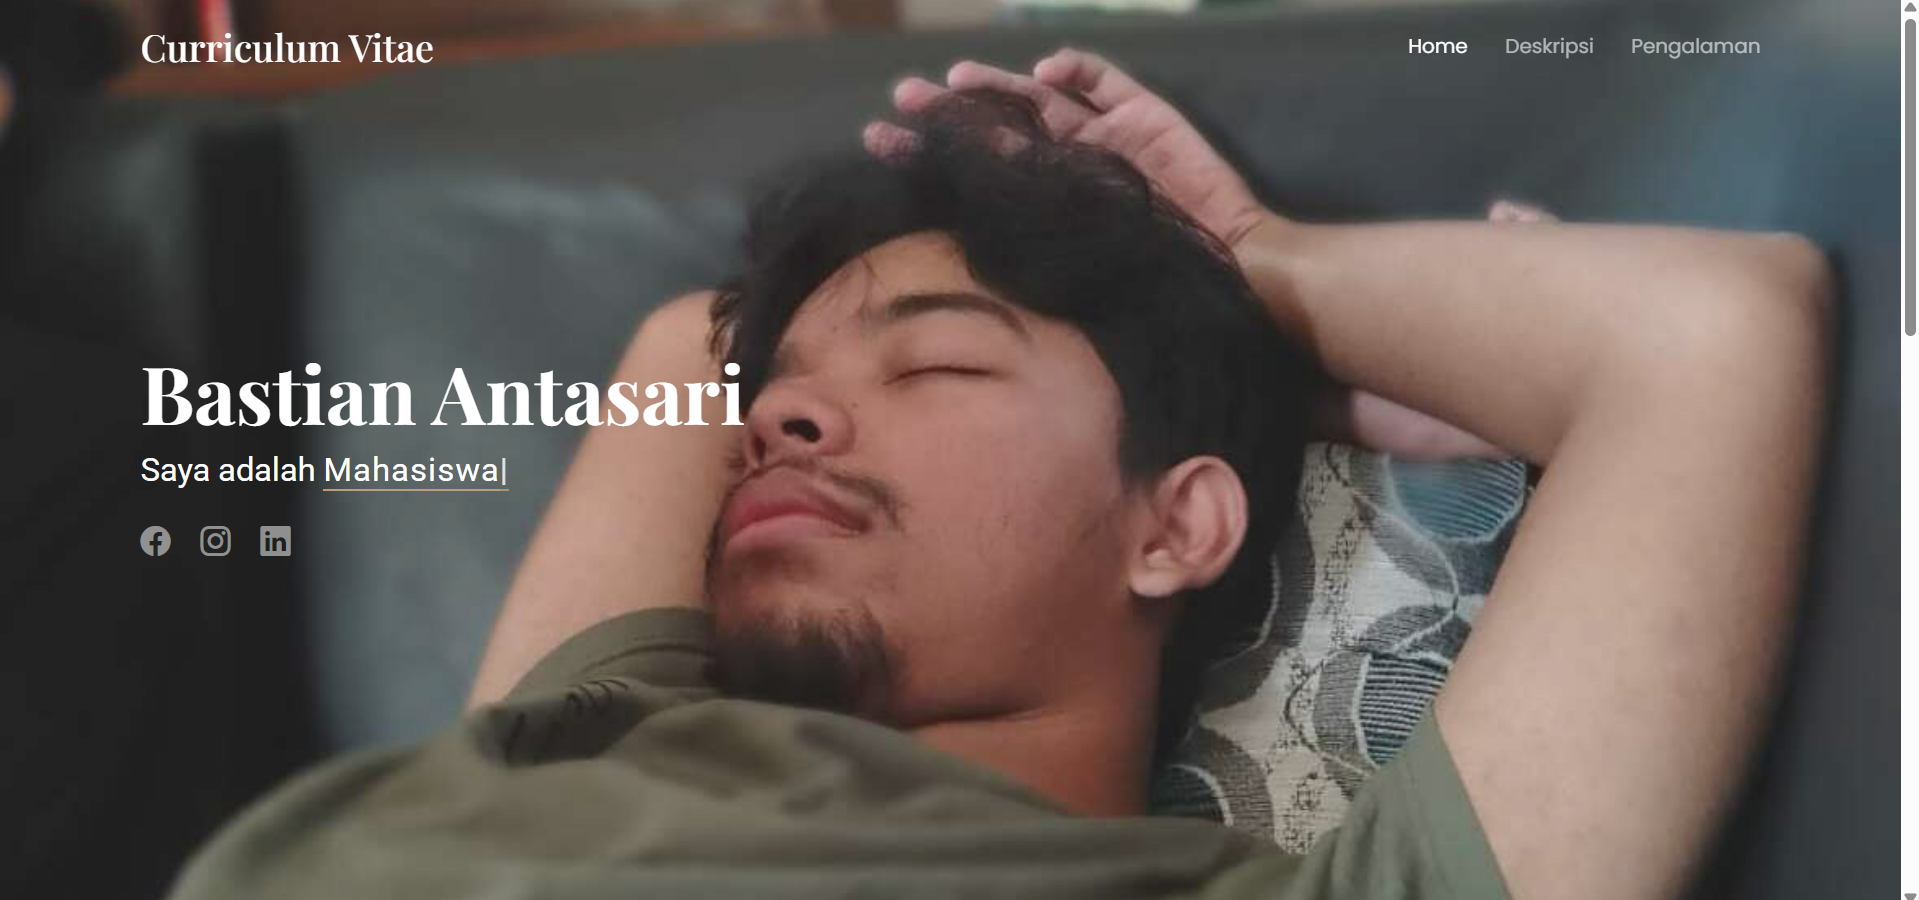 Curriculum Vitae
Home Deskripsi Pengalaman
Bastian Antasari
Saya adalah Mahasiswa|